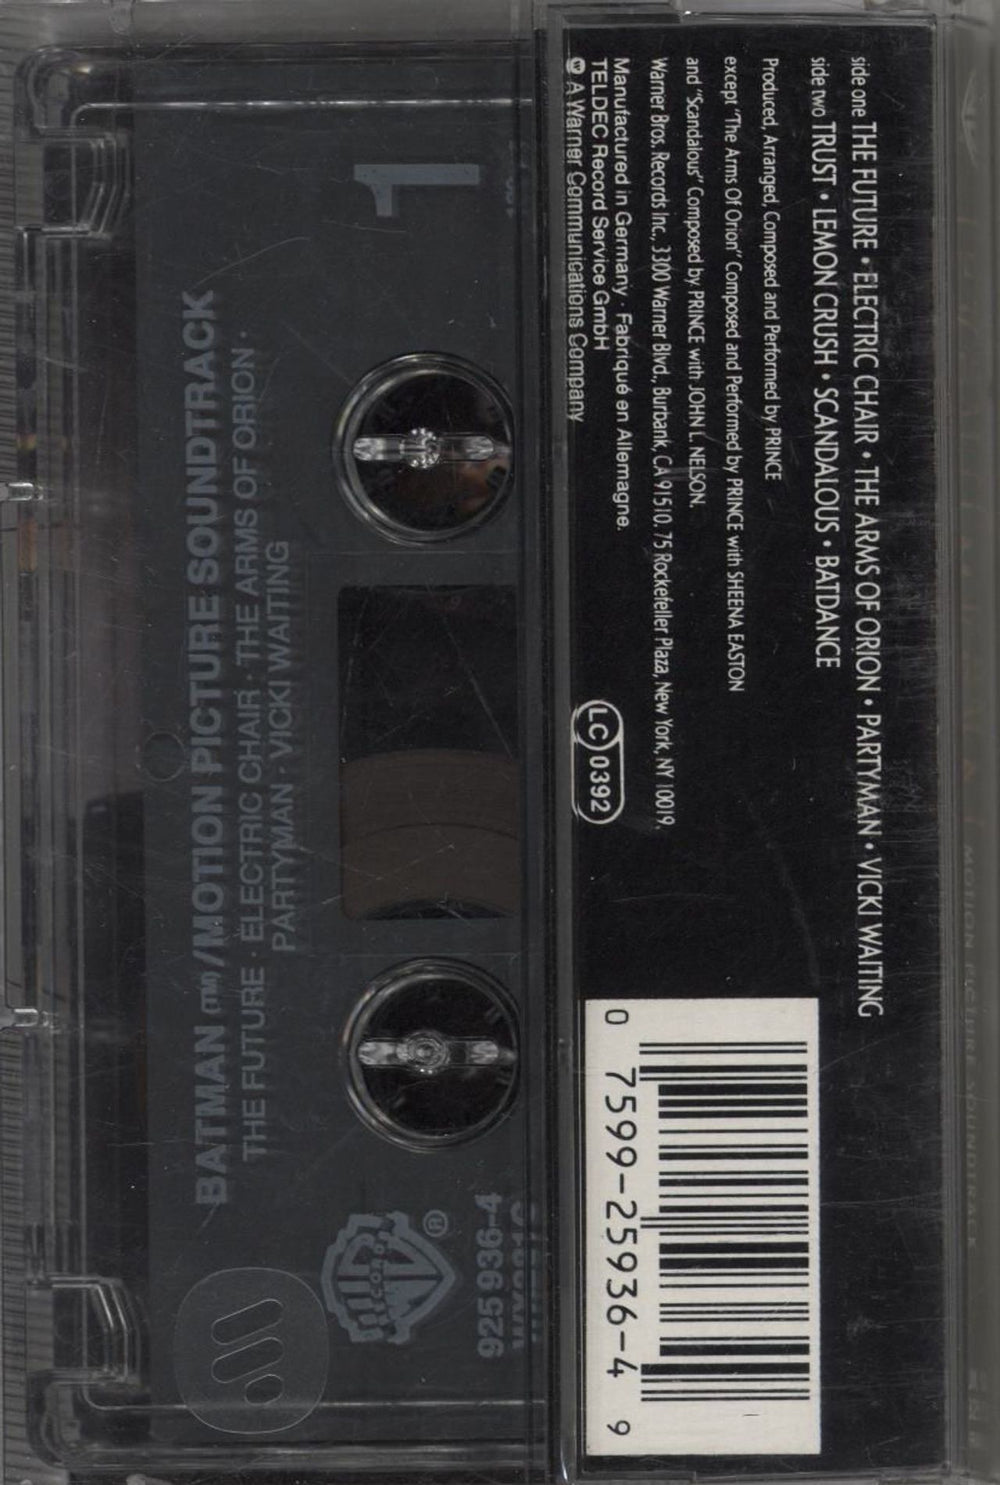 side one THE FUTURE • ELECTRIC CHAIR • THE ARMS OF ORION • PARTYMAN • VICKI WAITING
side two TRUST • LEMON CRUSH • SCANDALOUS • BATDANCE
Produced, Arranged, Composed and Performed by PRINCE
except "The Arms Of Orion" Composed and Performed by PRINCE with SHEENA EASTON
and "Scandalous" Composed by PRINCE with JOHN L. NELSON.
Warner Bros. Records Inc., 3300 Warner Blvd., Burbank, CA 91510. 75 Rockefeller Plaza, New York, NY 10019.
Manufactured in Germany · Fabriqué en Allemagne.
TELDEC Record Service GmbH
A Warner Communications Company
LC 0392
0 7599-25936-4 9
1
BATMAN (TM)/MOTION PICTURE SOUNDTRACK
THE FUTURE · ELECTRIC CHAIR · THE ARMS OF ORION ·
PARTYMAN · VICKI WAITING
RECORDS
®
925 936-4
MOTION PICTURE SOUNDTRACK